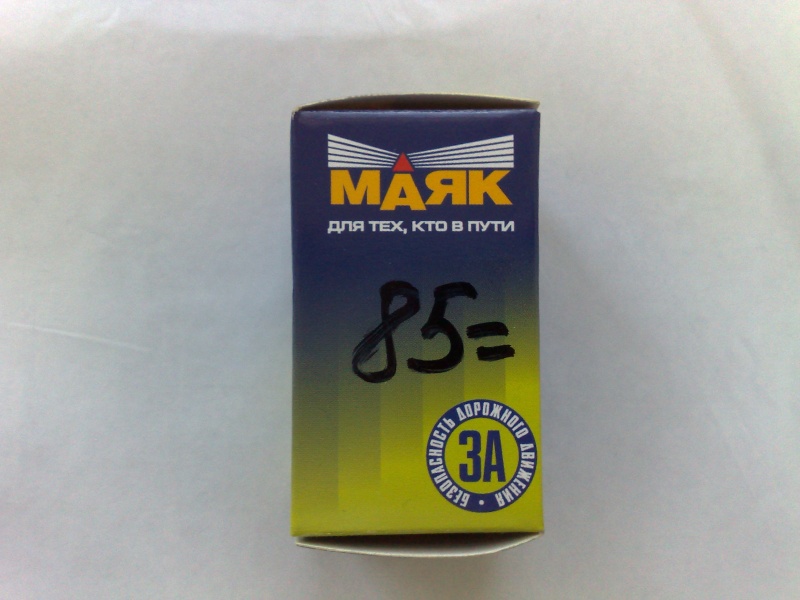 МАЯК
ДЛЯ ТЕХ, КТО В ПУТИ
85=
ЗА
БЕЗОПАСНОСТЬ ДОРОЖНОГО ДВИЖЕНИЯ •